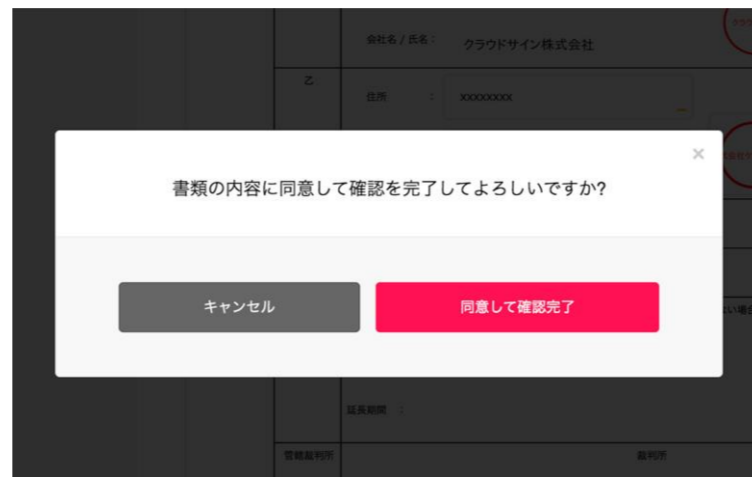 会社名 / 氏名 : クラウドサイン株式会社
乙
住所 : xxxxxxxx
×
書類の内容に同意して確認を完了してよろしいですか?
キャンセル
同意して確認完了
い場合
延長期間 :
管轄裁判所 裁判所